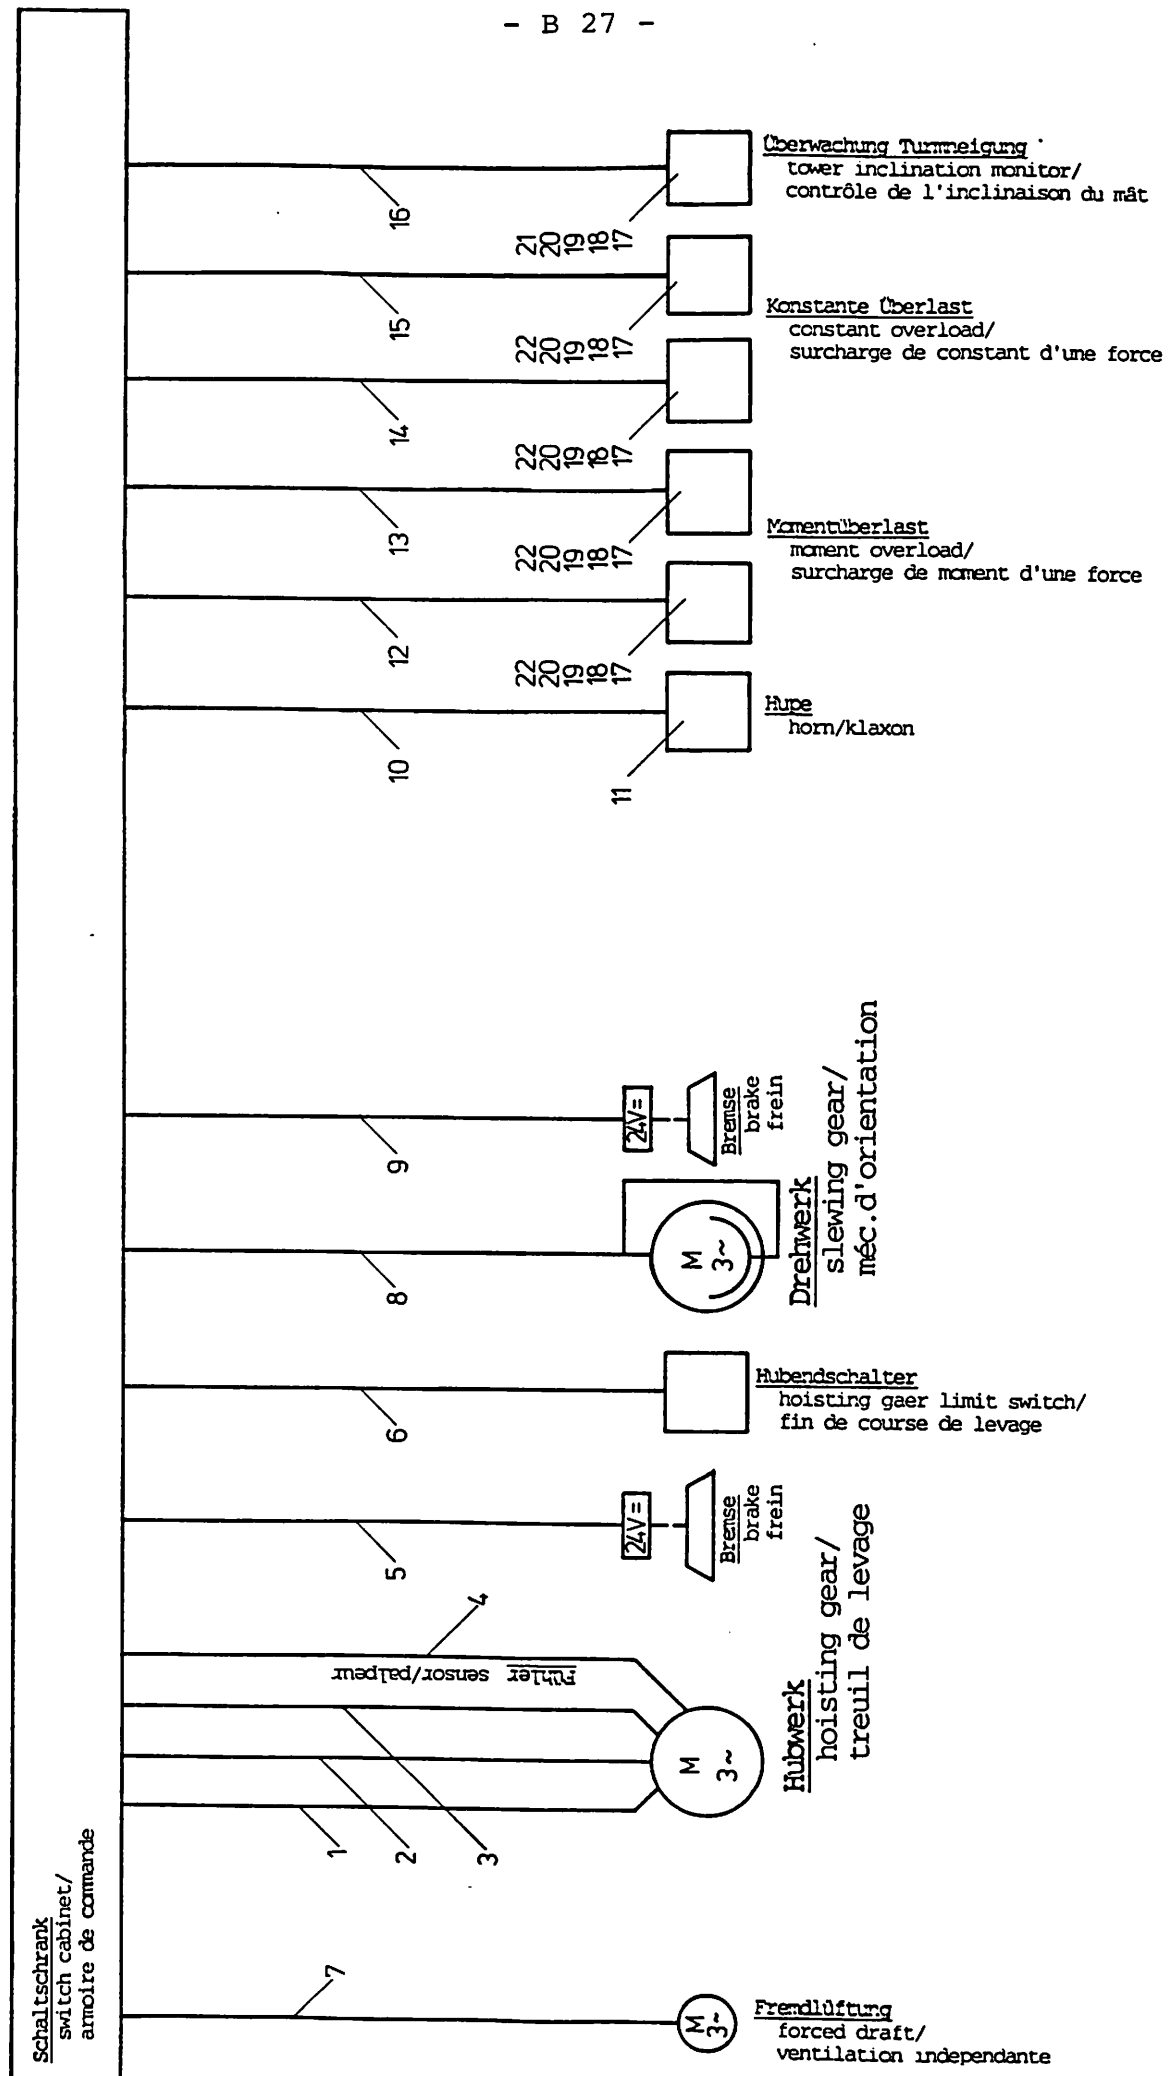 - B 27 -
Überwachung Turmneigung
tower inclination monitor/
contrôle de l'inclinaison du mât
16
21
20
19
18
17
15
Konstante Überlast
constant overload/
surcharge de constant d'une force
22
20
19
18
17
14
22
20
19
18
17
13
Momentüberlast
moment overload/
surcharge de moment d'une force
22
20
19
18
17
12
22
20
19
18
17
10
Hupe
horn/klaxon
11
9
24V=
Bremse
brake
frein
8
M
3~
Drehwerk
slewing gear/
méc.d'orientation
6
Hubendschalter
hoisting gaer limit switch/
fin de course de levage
5
24V=
Bremse
brake
frein
4
Fühler sensor/palpeur
1
2
3
M
3~
Hubwerk
hoisting gear/
treuil de levage
Schaltschrank
switch cabinet/
armoire de commande
7
M
3~
Fremdlüftung
forced draft/
ventilation independante